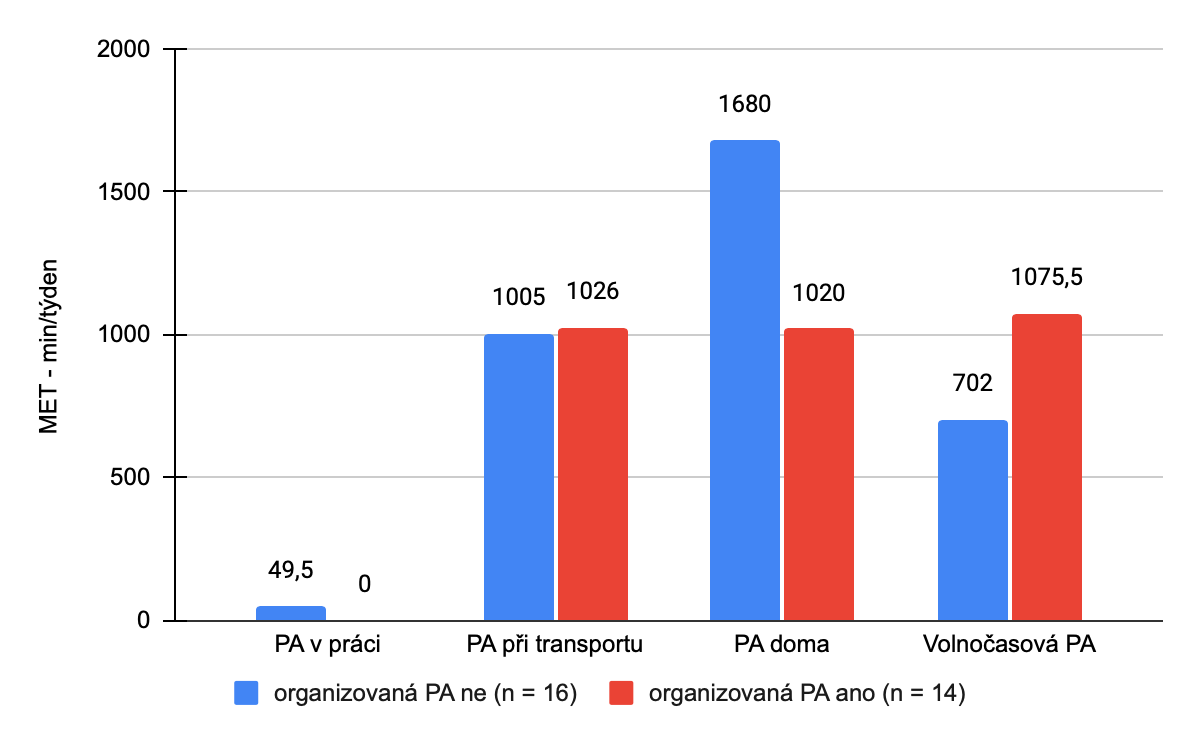 2000
1500
1000
500
0
MET - min/týden
49,5
0
1005
1026
1680
1020
702
1075,5
PA v práci
PA při transportu
PA doma
Volnočasová PA
organizovaná PA ne (n = 16)
organizovaná PA ano (n = 14)